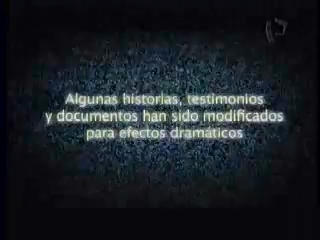 Algunas historias, testimonios
y documentos han sido modificados
para efectos dramáticos